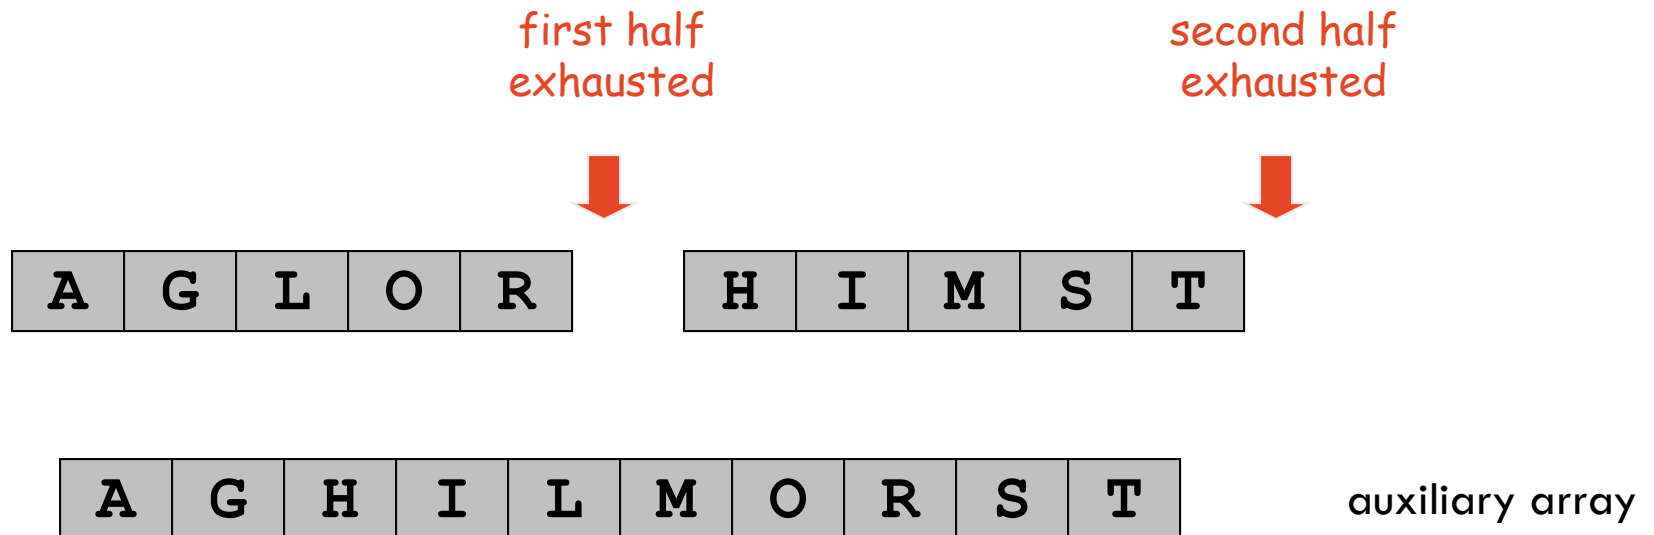 first half
exhausted
second half
exhausted
A G L O R
H I M S T
A G H I L M O R S T
auxiliary array